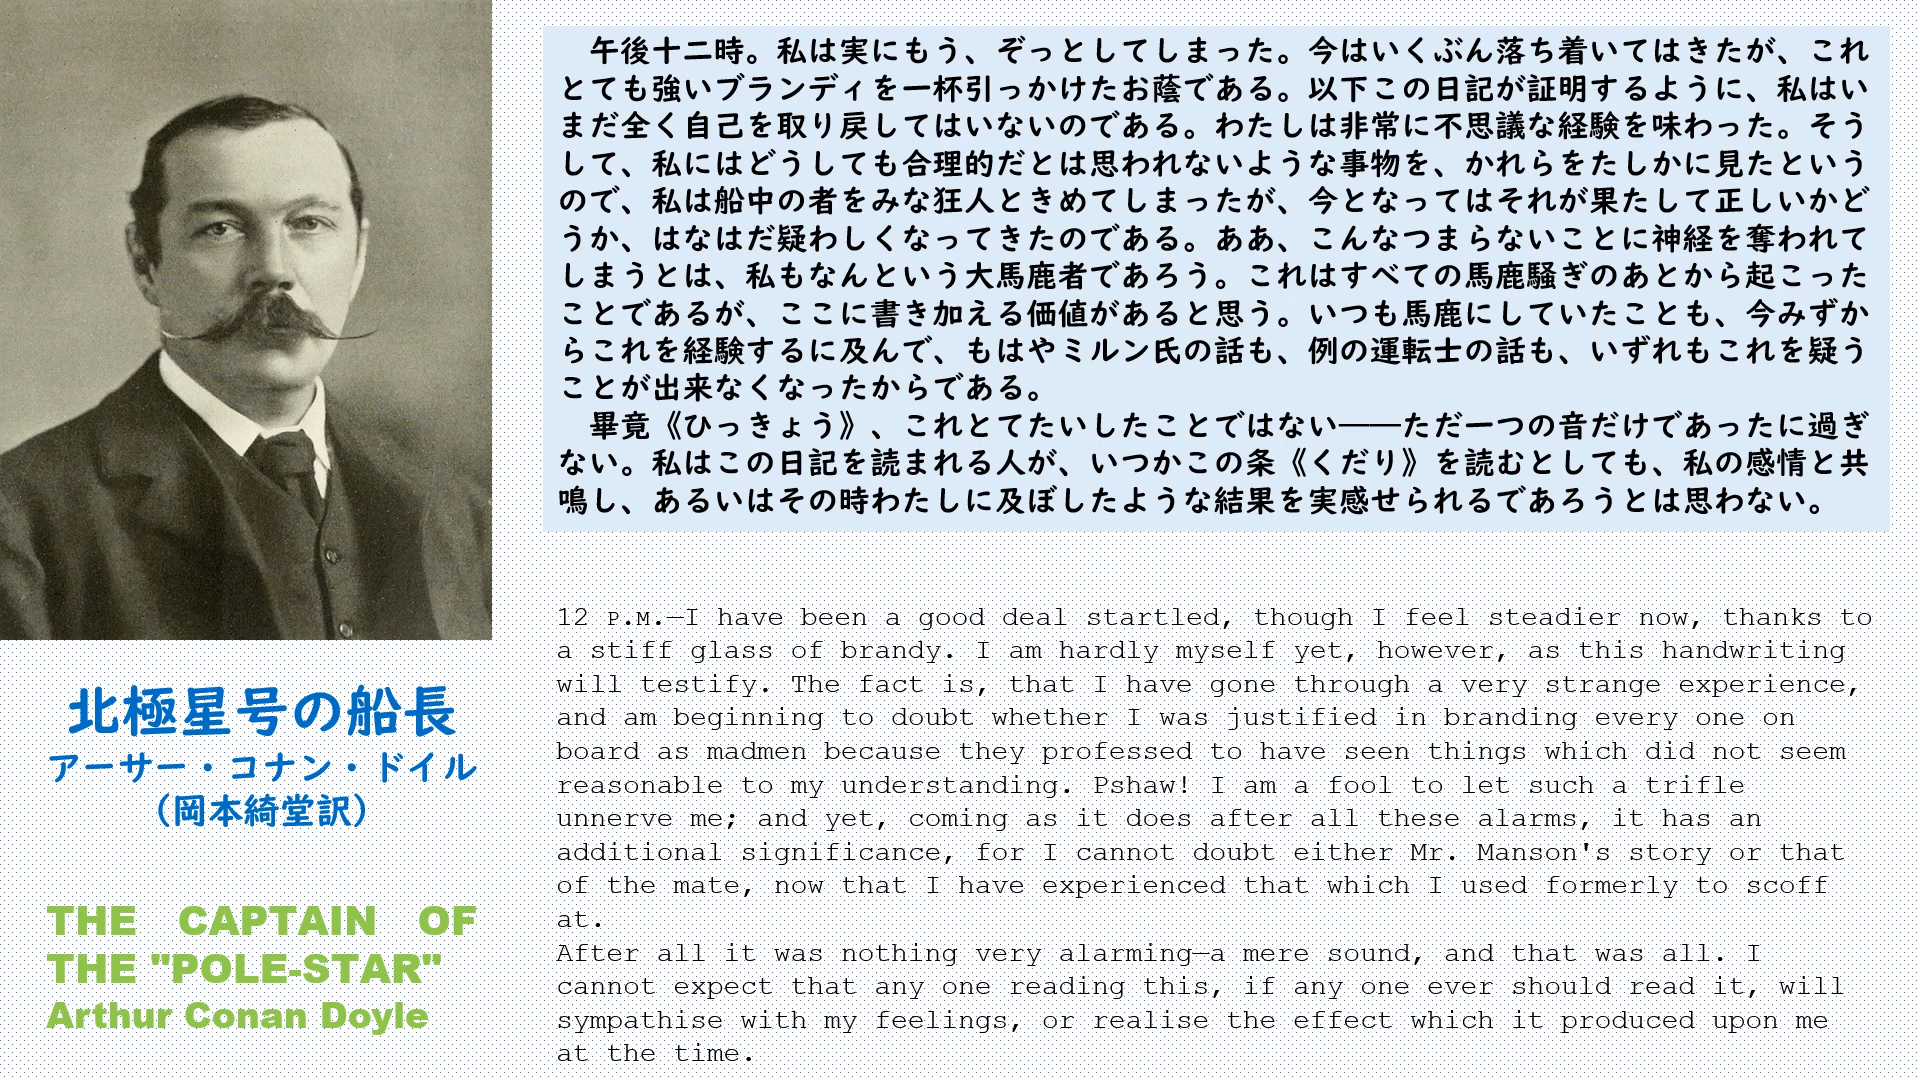 午後十二時。私は実にもう、ぞっとしてしまった。今はいくぶん落ち着いてはきたが、これ
とても強いブランディを一杯引っかけたお蔭である。以下この日記が証明するように、私はい
まだ全く自己を取り戻してはいないのである。わたしは非常に不思議な経験を味わった。そう
して、私にはどうしても合理的だとは思われないような事物を、かれらをたしかに見たという
ので、私は船中の者をみな狂人ときめてしまったが、今となってはそれが果たして正しいかど
うか、はなはだ疑わしくなってきたのである。ああ、こんなつまらないことに神経を奪われて
しまうとは、私もなんという大馬鹿者であろう。これはすべての馬鹿騒ぎのあとから起こった
ことであるが、ここに書き加える価値があると思う。いつも馬鹿にしていたことも、今みずか
らこれを経験するに及んで、もはやミルン氏の話も、例の運転士の話も、いずれもこれを疑う
ことが出来なくなったからである。
畢竟《ひっきょう》、これとてたいしたことではない――ただ一つの音だけであったに過ぎ
ない。私はこの日記を読まれる人が、いつかこの条《くだり》を読むとしても、私の感情と共
鳴し、あるいはその時わたしに及ぼしたような結果を実感せられるであろうとは思わない。
12 P.M.—I have been a good deal startled, though I feel steadier now, thanks to
a stiff glass of brandy. I am hardly myself yet, however, as this handwriting
will testify. The fact is, that I have gone through a very strange experience,
and am beginning to doubt whether I was justified in branding every one on
board as madmen because they professed to have seen things which did not seem
reasonable to my understanding. Pshaw! I am a fool to let such a trifle
unnerve me; and yet, coming as it does after all these alarms, it has an
additional significance, for I cannot doubt either Mr. Manson's story or that
of the mate, now that I have experienced that which I used formerly to scoff
at.
After all it was nothing very alarming—a mere sound, and that was all. I
cannot expect that any one reading this, if any one ever should read it, will
sympathise with my feelings, or realise the effect which it produced upon me
at the time.
北極星号の船長
アーサー・コナン・ドイル
（岡本綺堂訳）
THE CAPTAIN OF
THE "POLE-STAR"
Arthur Conan Doyle